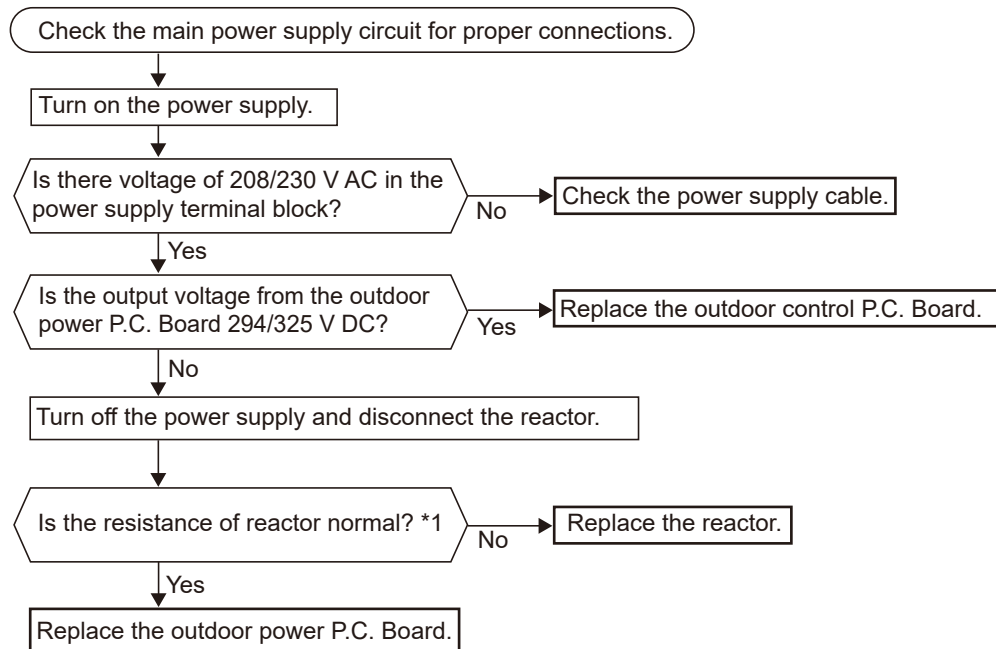 Check the main power supply circuit for proper connections.
Turn on the power supply.
Is there voltage of 208/230 V AC in the
power supply terminal block?
No
Check the power supply cable.
Yes
Is the output voltage from the outdoor
power P.C. Board 294/325 V DC?
Yes
Replace the outdoor control P.C. Board.
No
Turn off the power supply and disconnect the reactor.
Is the resistance of reactor normal? *1
No
Replace the reactor.
Yes
Replace the outdoor power P.C. Board.